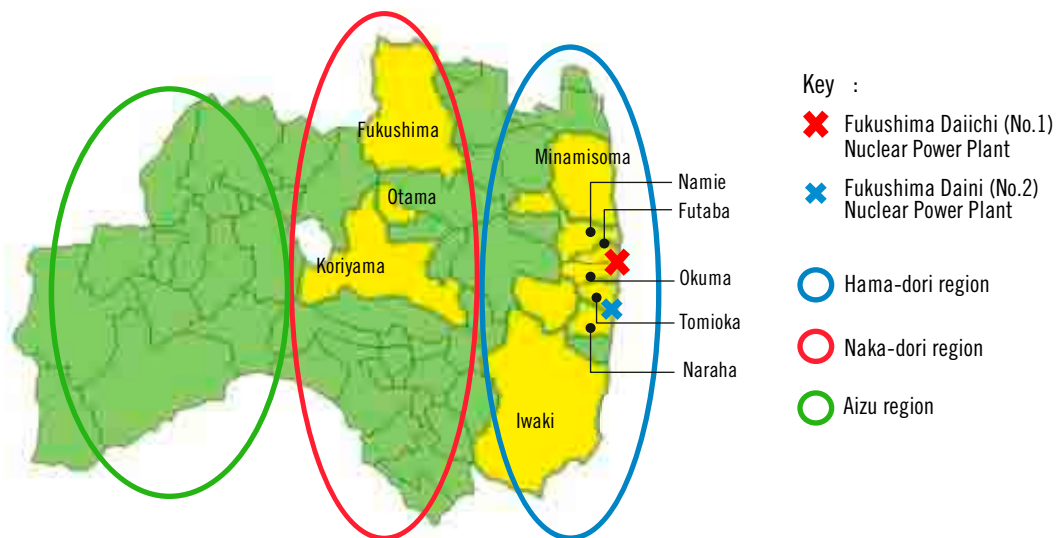 Fukushima
Otama
Koriyama
Minamisoma
Iwaki
Namie
Futaba
Okuma
Tomioka
Naraha
Key :
Fukushima Daiichi (No.1)
Nuclear Power Plant
Fukushima Daini (No.2)
Nuclear Power Plant
Hama-dori region
Naka-dori region
Aizu region